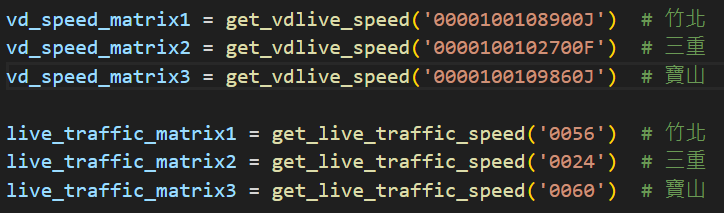 vd_speed_matrix1 = get_vdlive_speed('0000100108900J')  # 竹北
vd_speed_matrix2 = get_vdlive_speed('0000100102700F')  # 三重
vd_speed_matrix3 = get_vdlive_speed('0000100109860J')  # 寶山
live_traffic_matrix1 = get_live_traffic_speed('0056')  # 竹北
live_traffic_matrix2 = get_live_traffic_speed('0024')  # 三重
live_traffic_matrix3 = get_live_traffic_speed('0060')  # 寶山